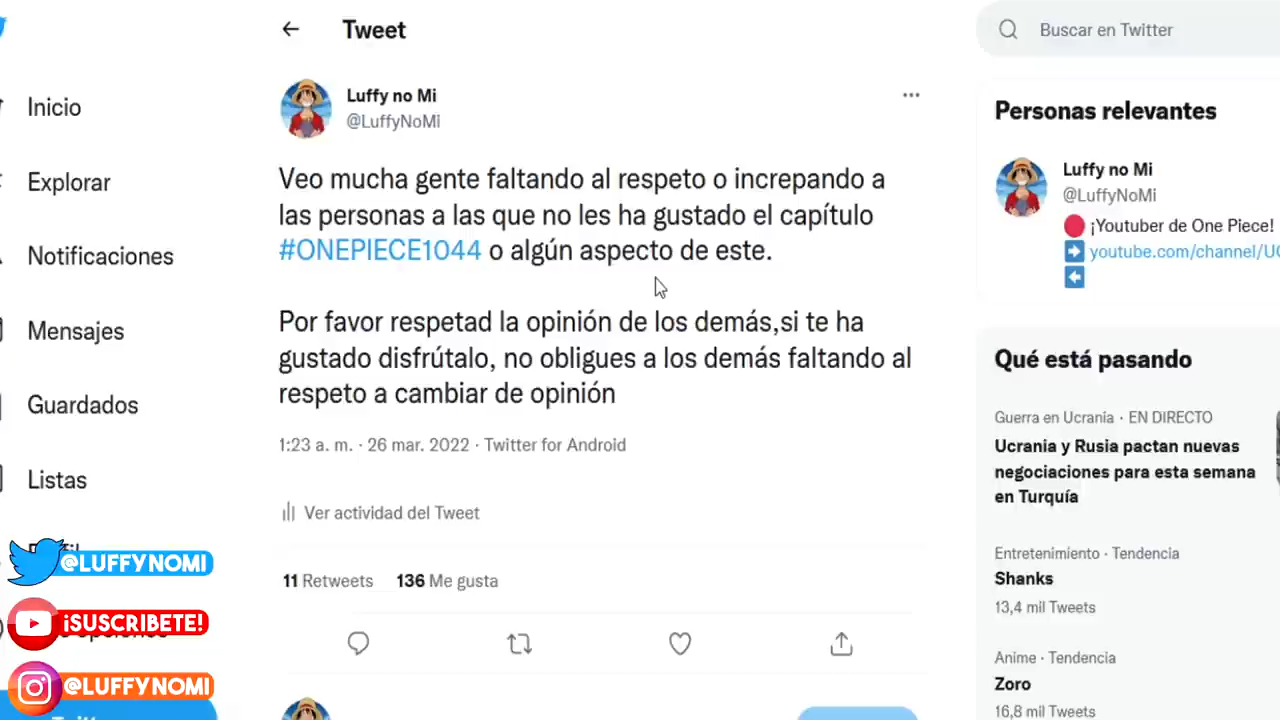 Tweet
Buscar en Twitter
Luffy no Mi
@LuffyNoMi
Inicio
Explorar
Notificaciones
Mensajes
Guardados
Listas
Veo mucha gente faltando al respeto o increpando a
las personas a las que no les ha gustado el capítulo
#ONEPIECE1044 o algún aspecto de este.
Por favor respetad la opinión de los demás,si te ha
gustado disfrútalo, no obligues a los demás faltando al
respeto a cambiar de opinión
1:23 a. m. · 26 mar. 2022 · Twitter for Android
Ver actividad del Tweet
11 Retweets 136 Me gusta
Personas relevantes
Luffy no Mi
@LuffyNoMi
¡Youtuber de One Piece!
youtube.com/channel/UC
Qué está pasando
Guerra en Ucrania · EN DIRECTO
Ucrania y Rusia pactan nuevas
negociaciones para esta semana
en Turquía
Entretenimiento · Tendencia
Shanks
13,4 mil Tweets
Anime · Tendencia
Zoro
16,8 mil Tweets
@LUFFYNOMI
¡SUSCRIBETE!
@LUFFYNOMI